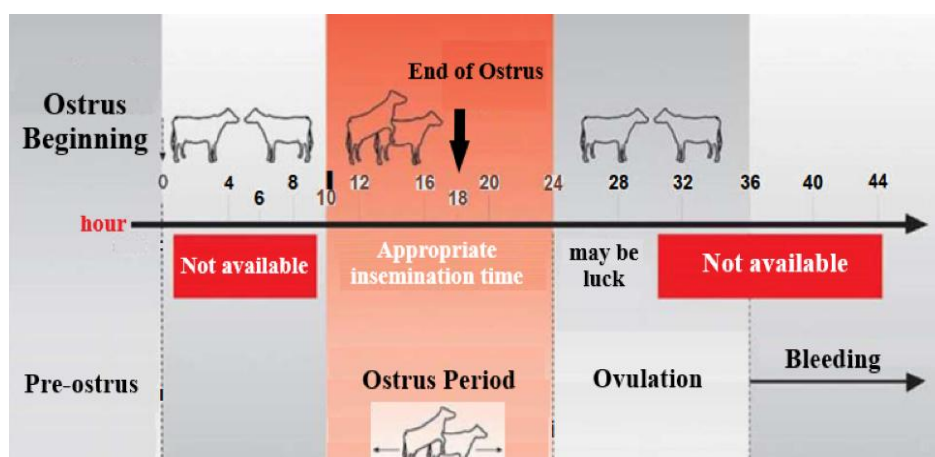 End of Ostrus
Ostrus
Beginning
0 4 6 8 10 12 16 18 20 24 28 32 36 40 44
hour
Not available
Appropriate
insemination time
may be
luck
Not available
Pre-ostrus
Ostrus Period
Ovulation
Bleeding